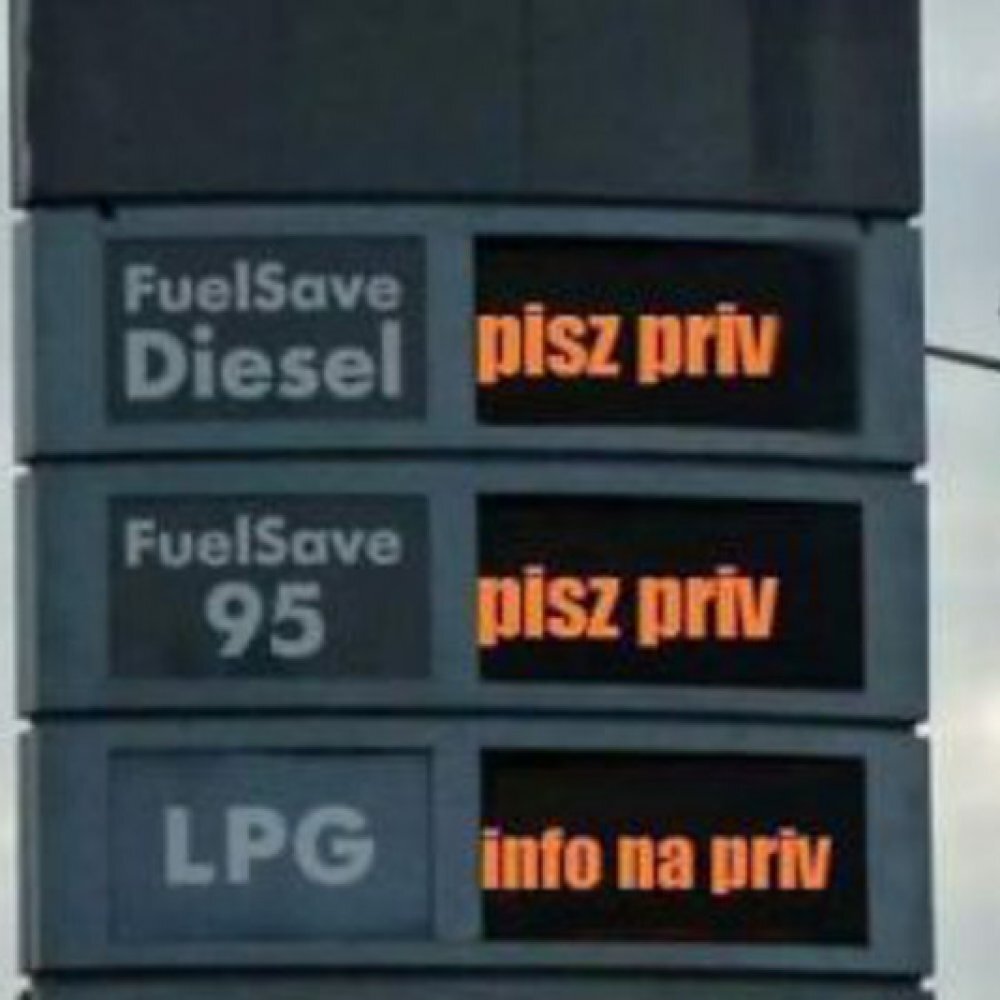 FuelSave
Diesel
pisz priv
FuelSave
95
pisz priv
LPG
info na priv